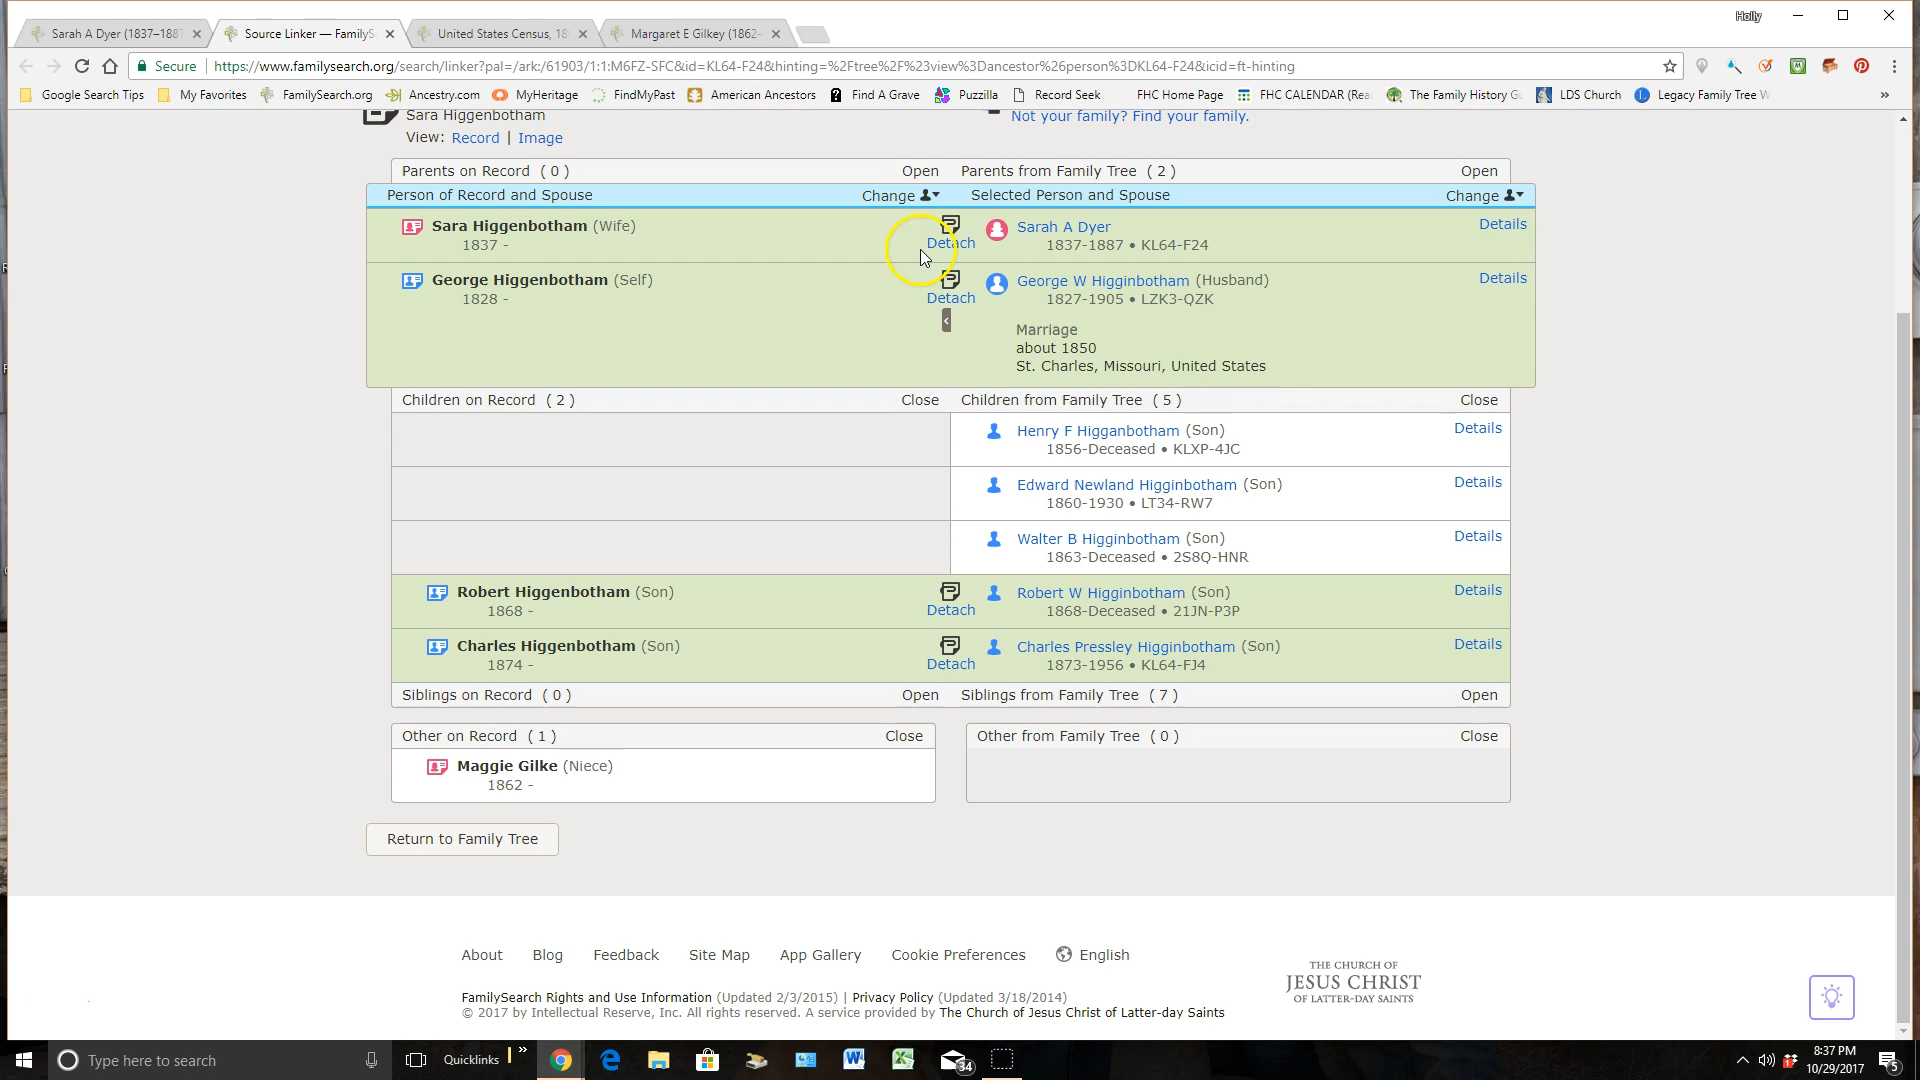 Holly
Sarah A Dyer (1837–1887
Source Linker — FamilyS
United States Census, 18
Margaret E Gilkey (1862–
Secure
https://www.familysearch.org/search/linker?pal=/ark:/61903/1:1:M6FZ-SFC&id=KL64-F24&hinting=%2Ftree%2F%23view%3Dancestor%26person%3DKL64-F24&icid=ft-hinting
Google Search Tips My Favorites FamilySearch.org Ancestry.com MyHeritage FindMyPast American Ancestors Find A Grave Puzzilla Record Seek FHC Home Page FHC CALENDAR (Rea The Family History Gu LDS Church Legacy Family Tree W »
Sara Higgenbotham
Not your family? Find your family.
View: Record | Image
Parents on Record ( 0 ) Open Parents from Family Tree ( 2 ) Open
Person of Record and Spouse Change Selected Person and Spouse Change
Sara Higgenbotham (Wife)
1837 -
Detach
Sarah A Dyer
1837-1887 • KL64-F24
Details
George Higgenbotham (Self)
1828 -
Detach
George W Higginbotham (Husband)
1827-1905 • LZK3-QZK
Details
Marriage
about 1850
St. Charles, Missouri, United States
Children on Record ( 2 ) Close Children from Family Tree ( 5 ) Close
Henry F Higganbotham (Son)
1856-Deceased • KLXP-4JC
Details
Edward Newland Higginbotham (Son)
1860-1930 • LT34-RW7
Details
Walter B Higginbotham (Son)
1863-Deceased • 2S8Q-HNR
Details
Robert Higgenbotham (Son)
1868 -
Detach
Robert W Higginbotham (Son)
1868-Deceased • 21JN-P3P
Details
Charles Higgenbotham (Son)
1874 -
Detach
Charles Pressley Higginbotham (Son)
1873-1956 • KL64-FJ4
Details
Siblings on Record ( 0 ) Open Siblings from Family Tree ( 7 ) Open
Other on Record ( 1 ) Close Other from Family Tree ( 0 ) Close
Maggie Gilke (Niece)
1862 -
Return to Family Tree
About Blog Feedback Site Map App Gallery Cookie Preferences English
THE CHURCH OF
JESUS CHRIST
OF LATTER-DAY SAINTS
FamilySearch Rights and Use Information (Updated 2/3/2015) | Privacy Policy (Updated 3/18/2014)
© 2017 by Intellectual Reserve, Inc. All rights reserved. A service provided by The Church of Jesus Christ of Latter-day Saints
Type here to search
Quicklinks »
34
8:37 PM
10/29/2017
5